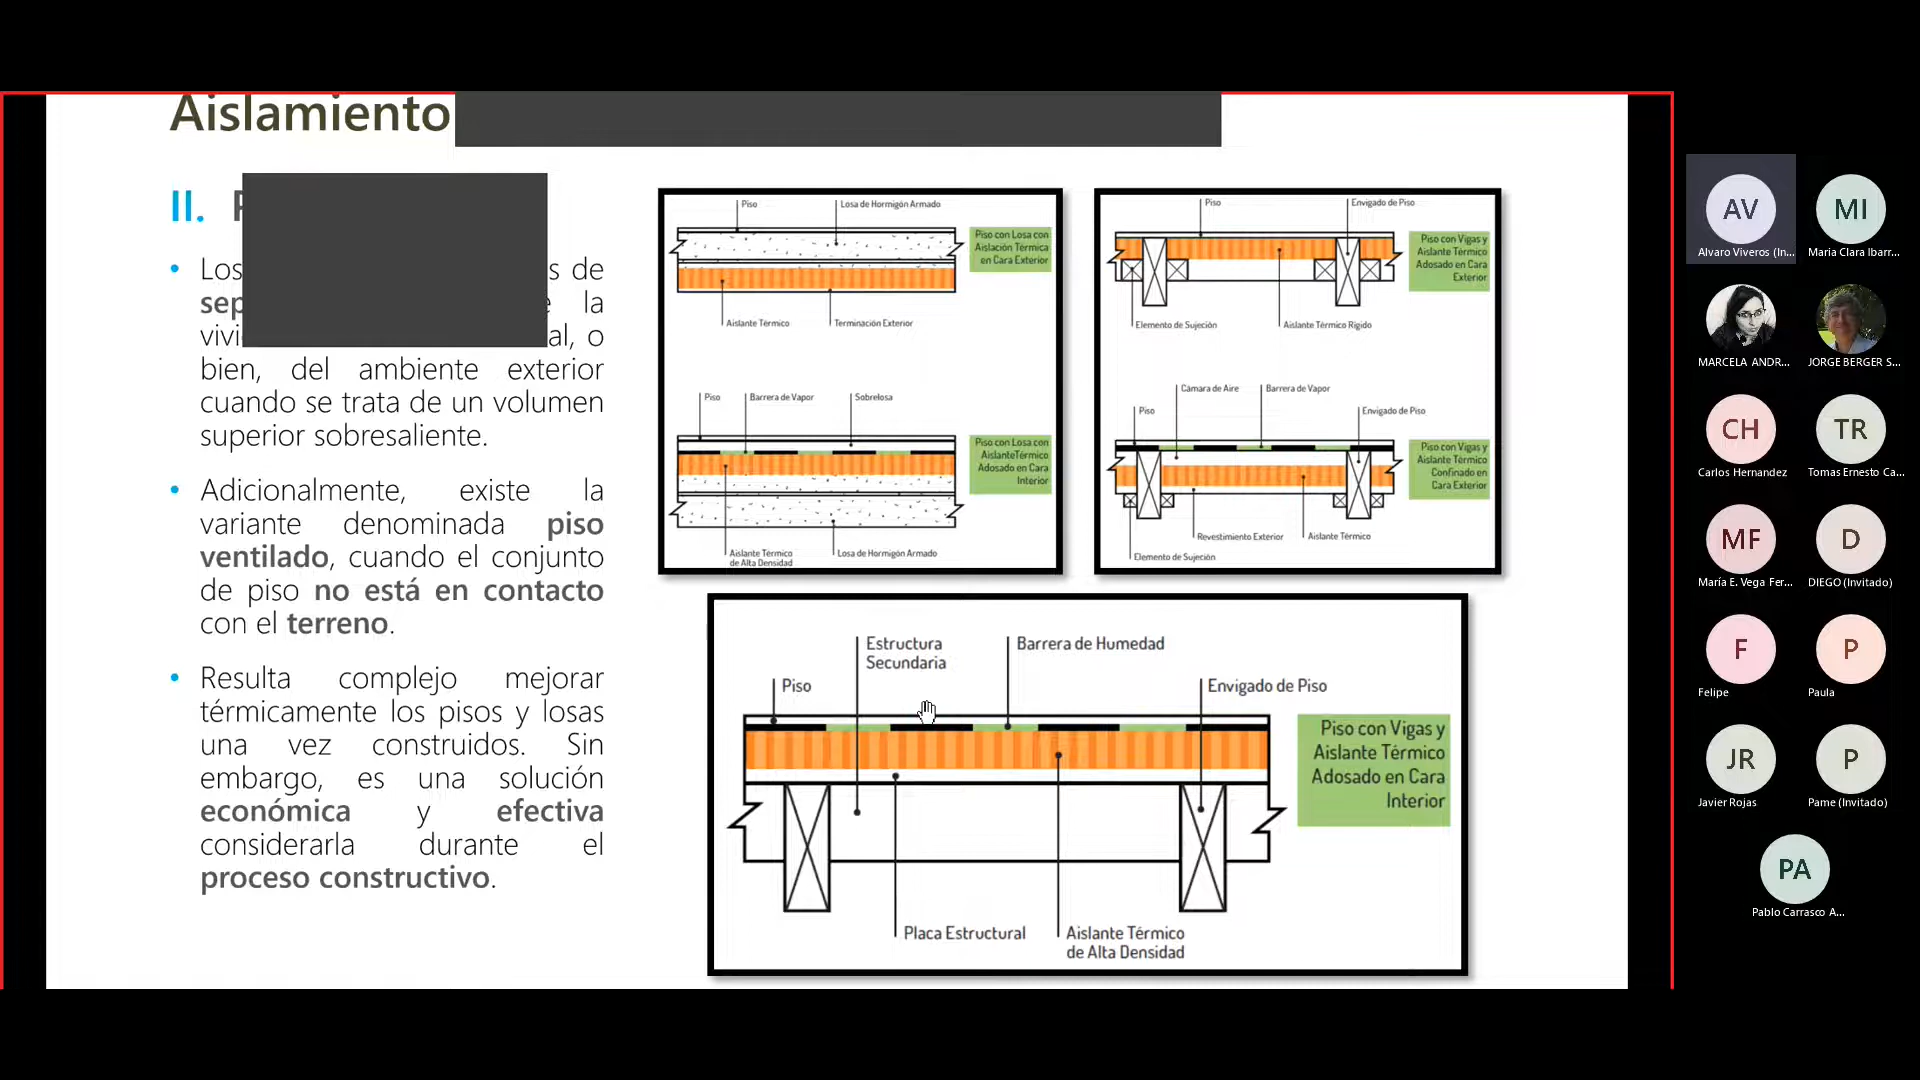 Aislamiento
II.
Los s de
sep la
vivi al, o
bien, del ambiente exterior
cuando se trata de un volumen
superior sobresaliente.
Adicionalmente, existe la
variante denominada piso
ventilado, cuando el conjunto
de piso no está en contacto
con el terreno.
Resulta complejo mejorar
térmicamente los pisos y losas
una vez construidos. Sin
embargo, es una solución
económica y efectiva
considerarla durante el
proceso constructivo.
Piso
Losa de Hormigón Armado
Piso con Losa con
Aislación Térmica
en Cara Exterior
Aislante Térmico
Terminación Exterior
Piso
Barrera de Vapor
Sobrelosa
Piso con Losa con
AislanteTérmico
Adosado en Cara
Interior
Aislante Térmico
de Alta Densidad
Losa de Hormigón Armado
Piso
Envigado de Piso
Piso con Vigas y
Aislante Térmico
Adosado en Cara
Exterior
Elemento de Sujeción
Aislante Térmico Rígido
Cámara de Aire
Barrera de Vapor
Piso
Envigado de Piso
Piso con Vigas y
Aislante Térmico
Confinado en
Cara Exterior
Revestimiento Exterior
Aislante Térmico
Elemento de Sujeción
Estructura
Secundaria
Barrera de Humedad
Piso
Envigado de Piso
Piso con Vigas y
Aislante Térmico
Adosado en Cara
Interior
Placa Estructural
Aislante Térmico
de Alta Densidad
AV
Alvaro Viveros (In...
MI
Maria Clara Ibarr...
MARCELA ANDR...
JORGE BERGER S...
CH
Carlos Hernandez
TR
Tomas Ernesto Ca...
MF
María E. Vega Fer...
D
DIEGO (Invitado)
F
Felipe
P
Paula
JR
Javier Rojas
P
Pame (Invitado)
PA
Pablo Carrasco A...